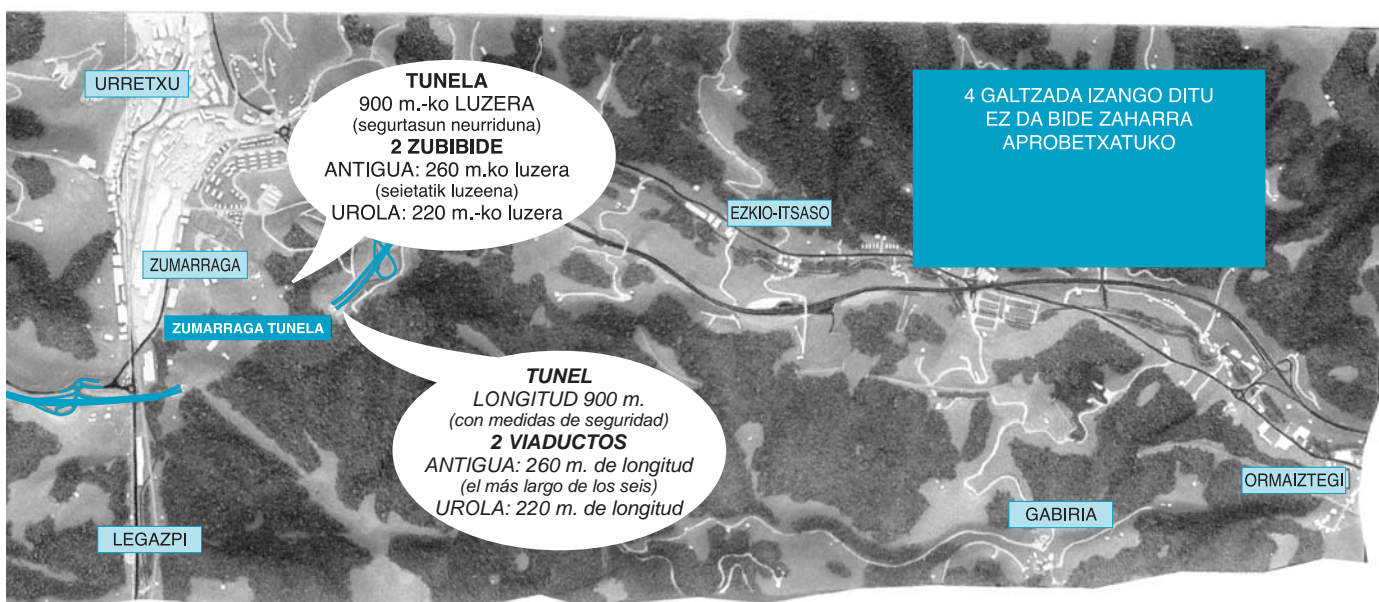 URRETXU
TUNELA
900 m.-ko LUZERA
(segurtasun neurriduna)
2 ZUBIBIDE
ANTIGUA: 260 m.ko luzera
(seietatik luzeena)
UROLA: 220 m.-ko luzera
4 GALTZADA IZANGO DITU
EZ DA BIDE ZAHARRA
APROBETXATUKO
EZKIO-ITSASO
ZUMARRAGA
ZUMARRAGA TUNELA
TUNEL
LONGITUD 900 m.
(con medidas de seguridad)
2 VIADUCTOS
ANTIGUA: 260 m. de longitud
(el más largo de los seis)
UROLA: 220 m. de longitud
ORMAIZTEGI
GABIRIA
LEGAZPI